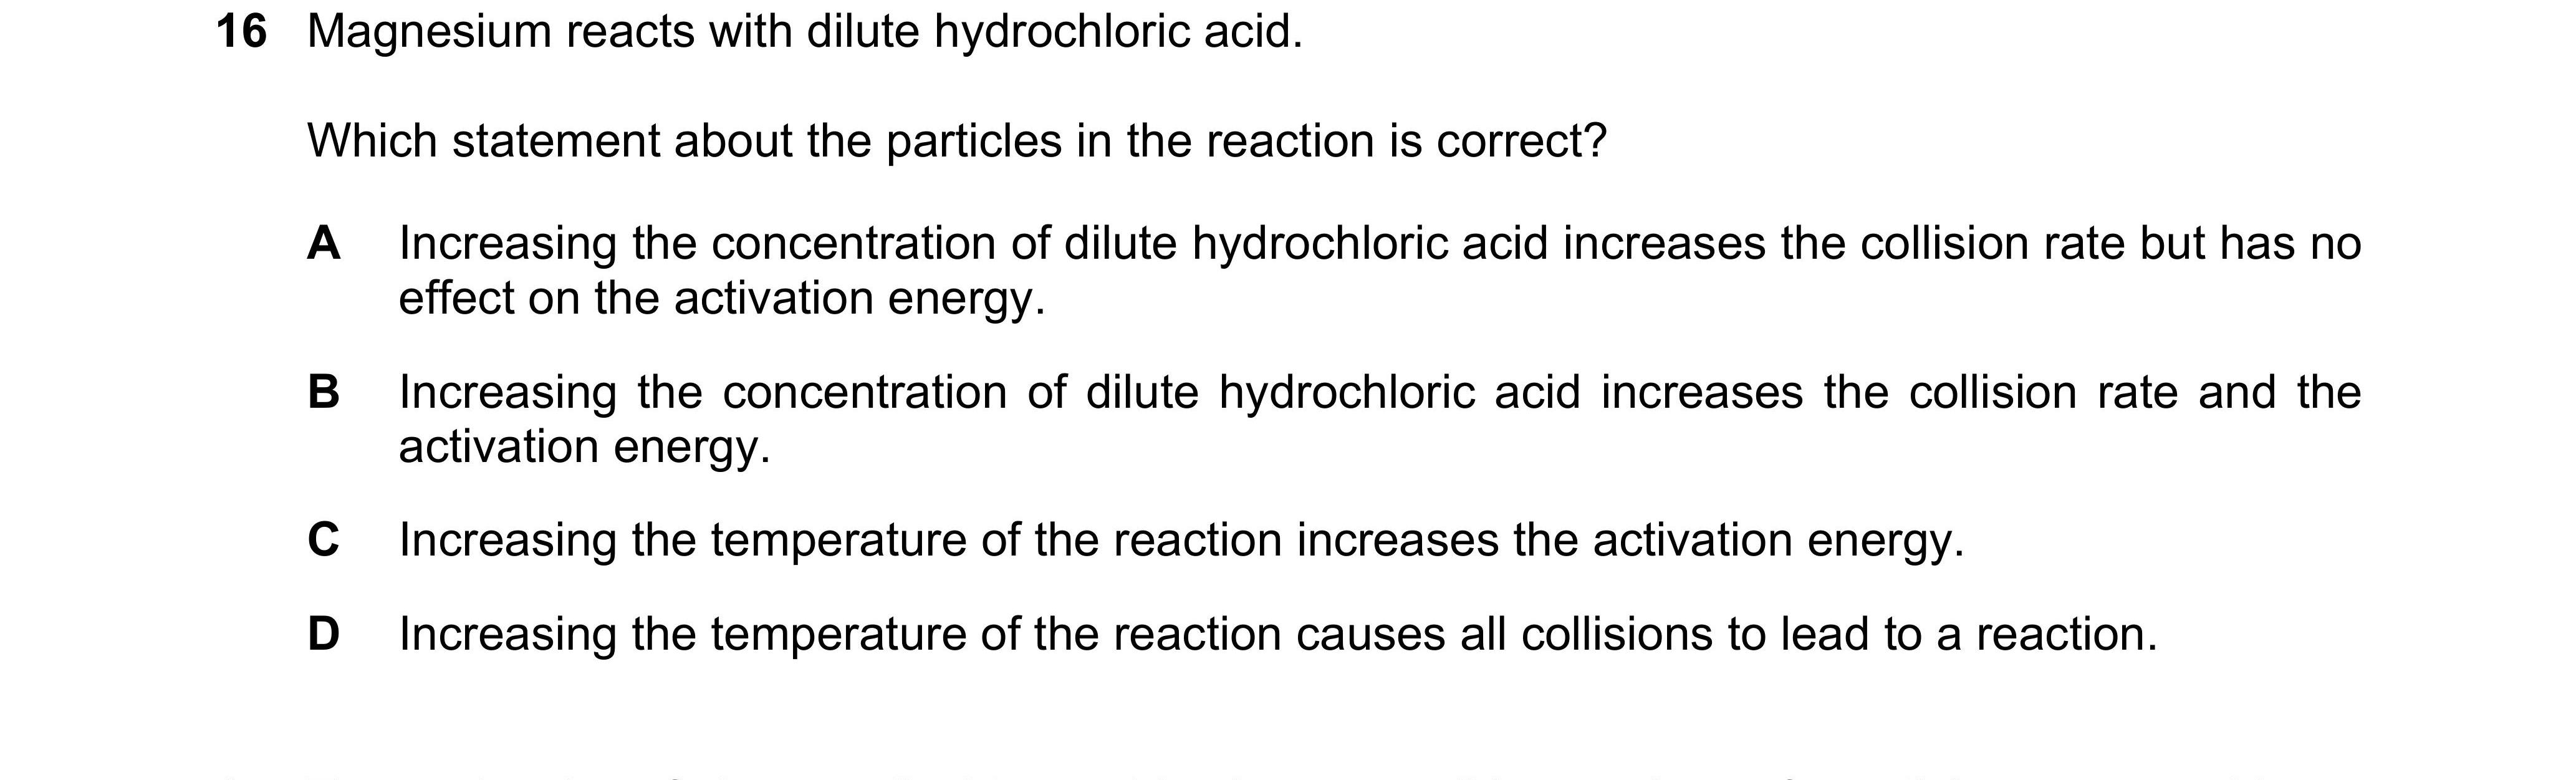 16 Magnesium reacts with dilute hydrochloric acid.
Which statement about the particles in the reaction is correct?
A Increasing the concentration of dilute hydrochloric acid increases the collision rate but has no
effect on the activation energy.
B Increasing the concentration of dilute hydrochloric acid increases the collision rate and the
activation energy.
C Increasing the temperature of the reaction increases the activation energy.
D Increasing the temperature of the reaction causes all collisions to lead to a reaction.